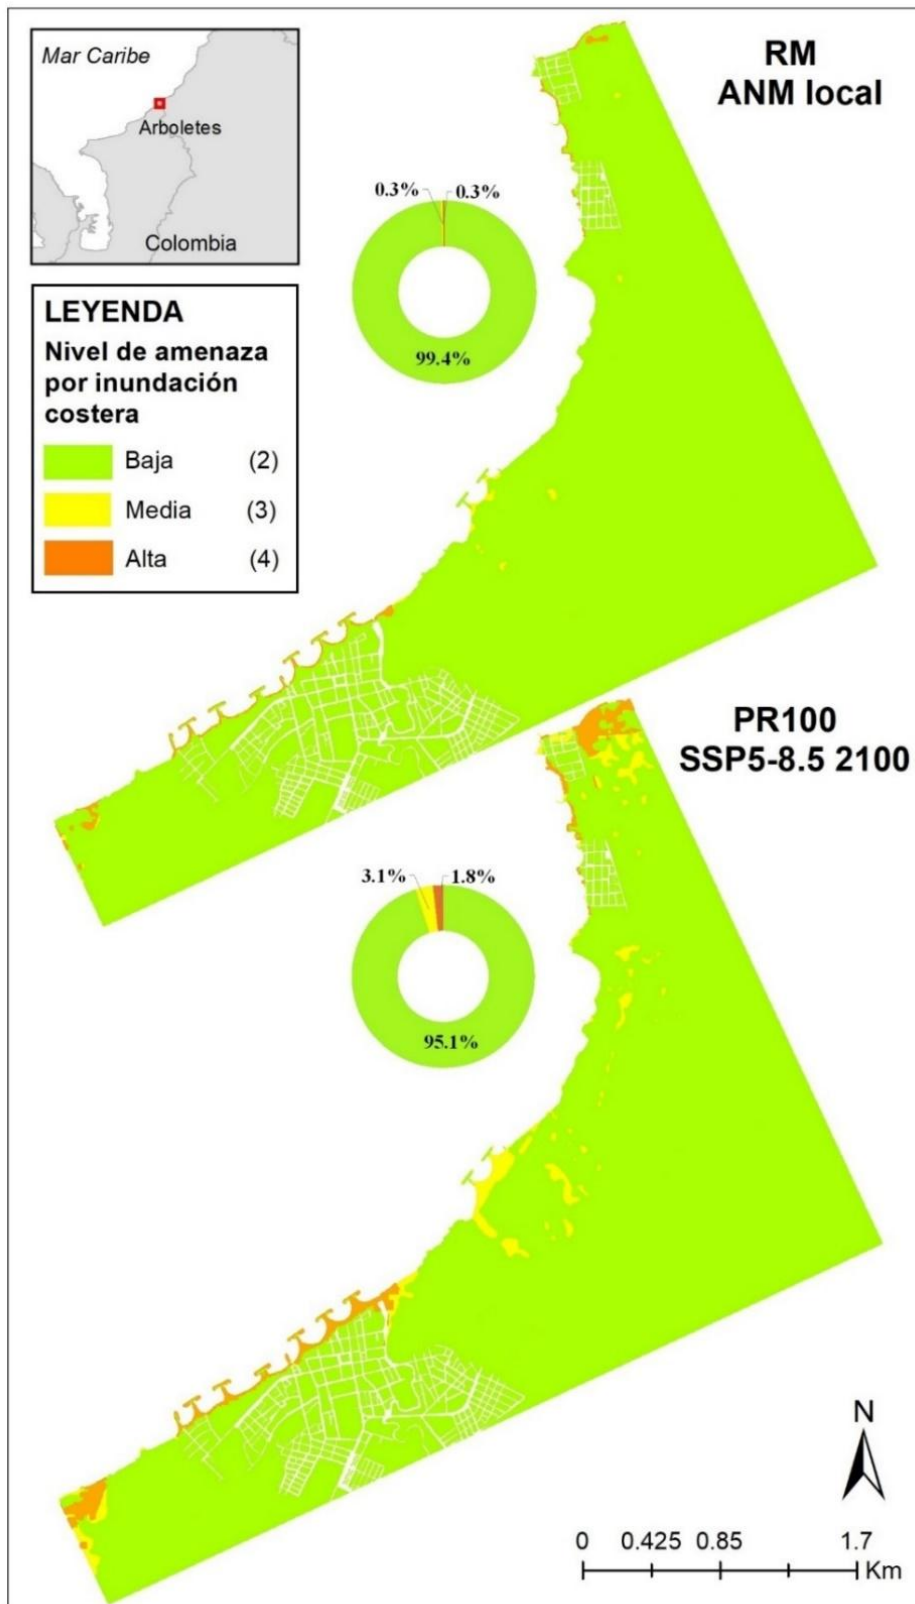 Mar Caribe
Arboletes
Colombia
RM
ANM local
0.3%
0.3%
99.4%
LEYENDA
Nivel de amenaza
por inundación
costera
Baja (2)
Media (3)
Alta (4)
PR100
SSP5-8.5 2100
3.1%
1.8%
95.1%
N
0 0.425 0.85 1.7
Km